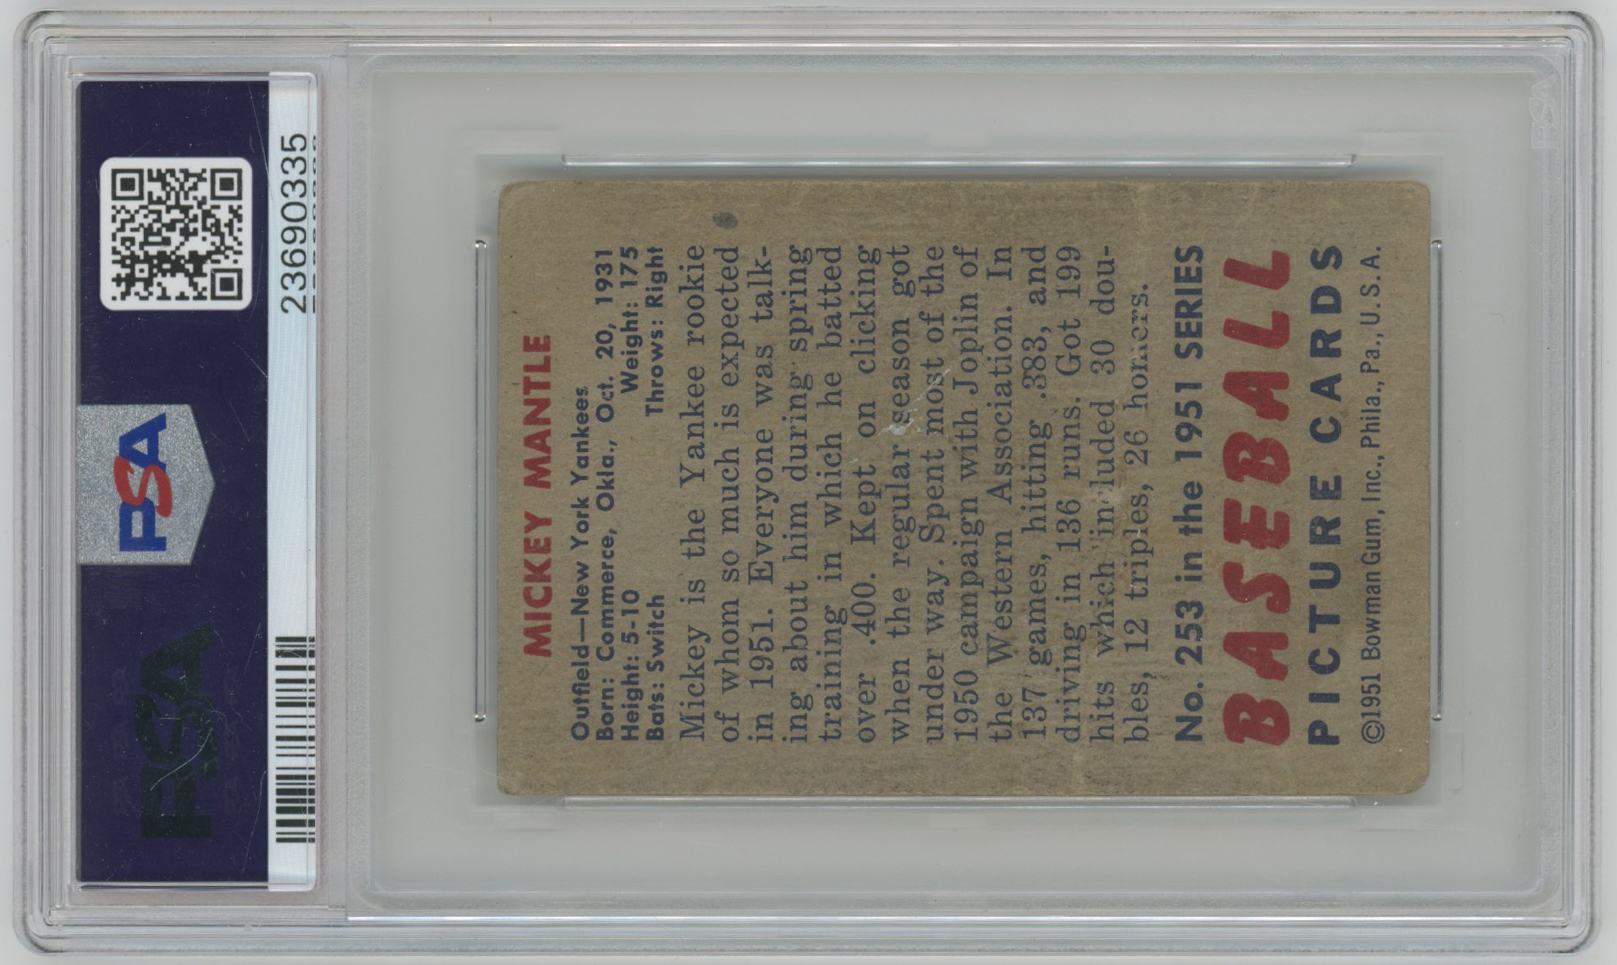 PSA
PSA
23690335
MICKEY MANTLE
Outfield—New York Yankees
Born: Commerce, Okla., Oct. 20, 1931
Height: 5-10 Weight: 175
Bats: Switch Throws: Right
Mickey is the Yankee rookie
of whom so much is expected
in 1951. Everyone was talk-
ing about him during spring
training in which he batted
over .400. Kept on clicking
when the regular season got
under way. Spent most of the
1950 campaign with Joplin of
the Western Association. In
137 games, hitting .383, and
driving in 136 runs. Got 199
hits which included 30 dou-
bles, 12 triples, 26 homers.
No. 253 in the 1951 SERIES
BASEBALL
PICTURE CARDS
©1951 Bowman Gum, Inc., Phila., Pa., U.S.A.
PSA